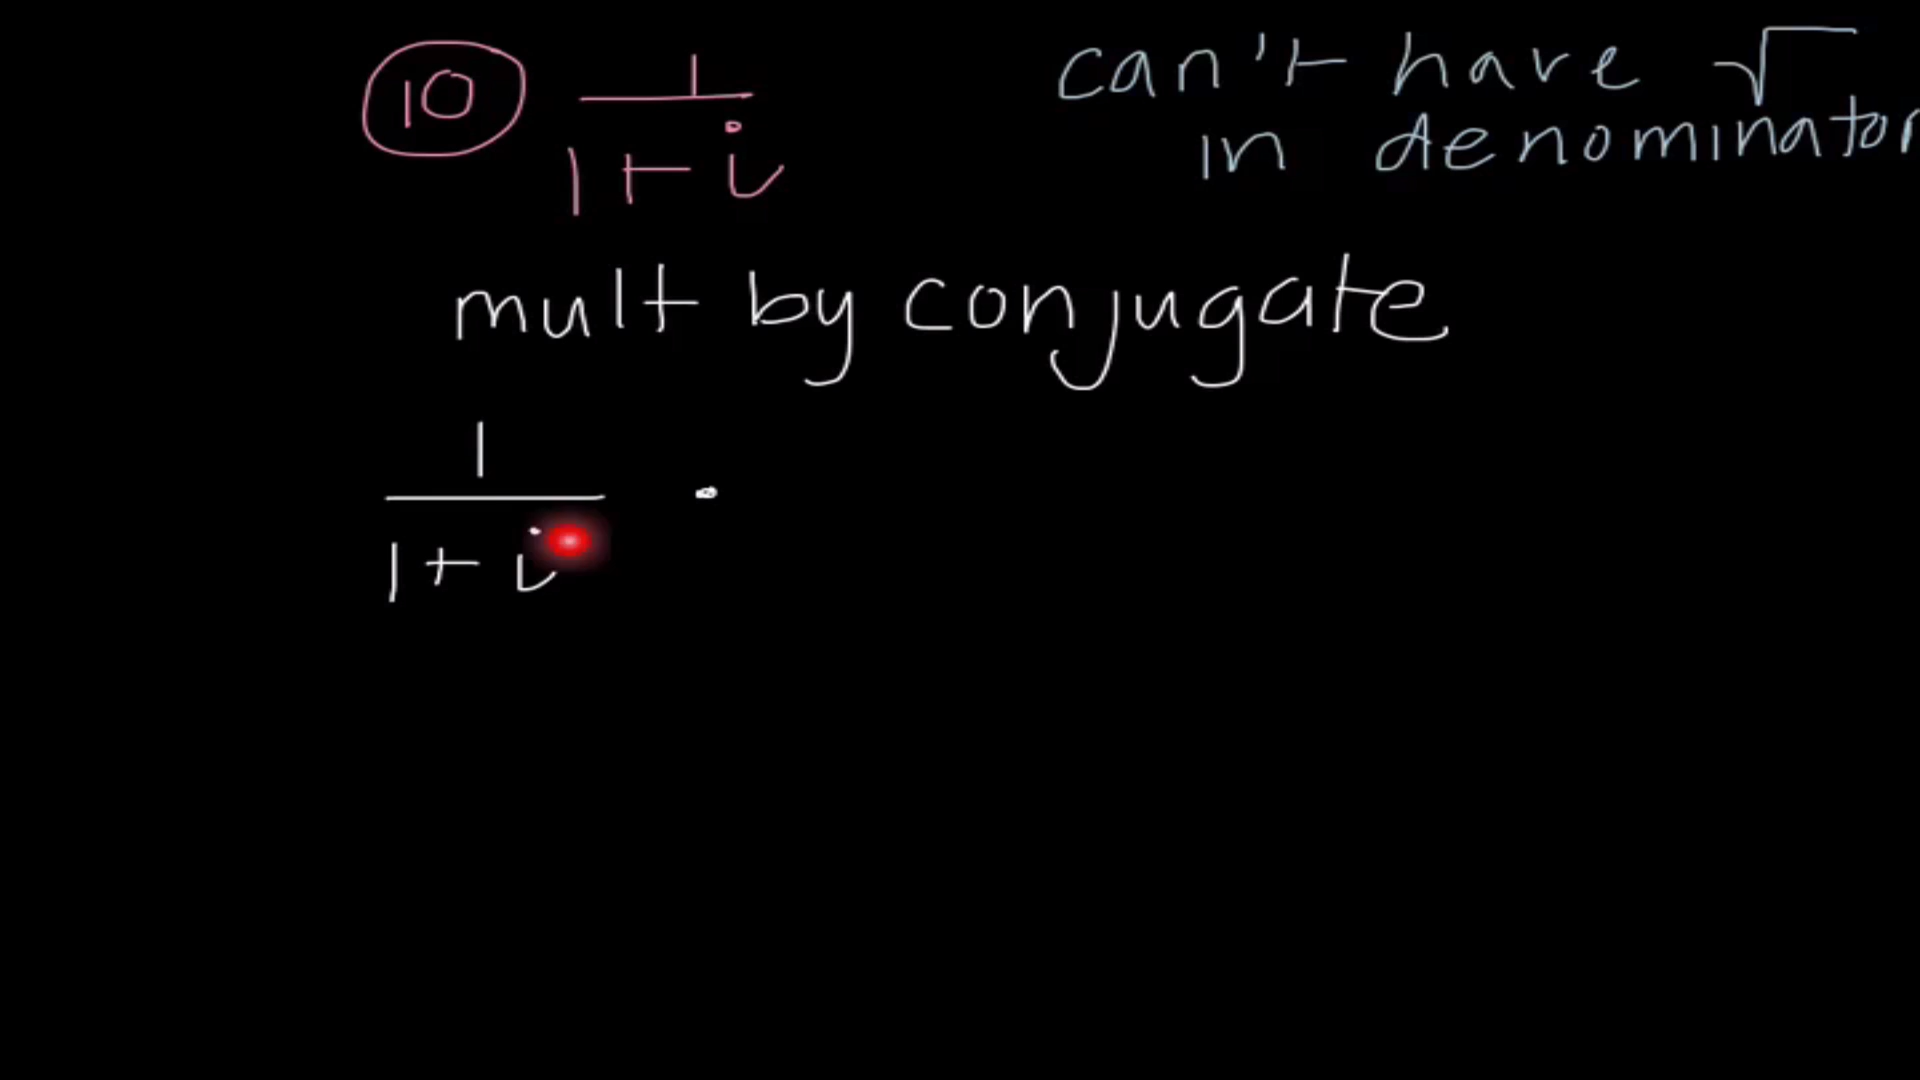 10 1/(1+i)
can't have √
in denominator
mult by conjugate
1/(1+i) ·